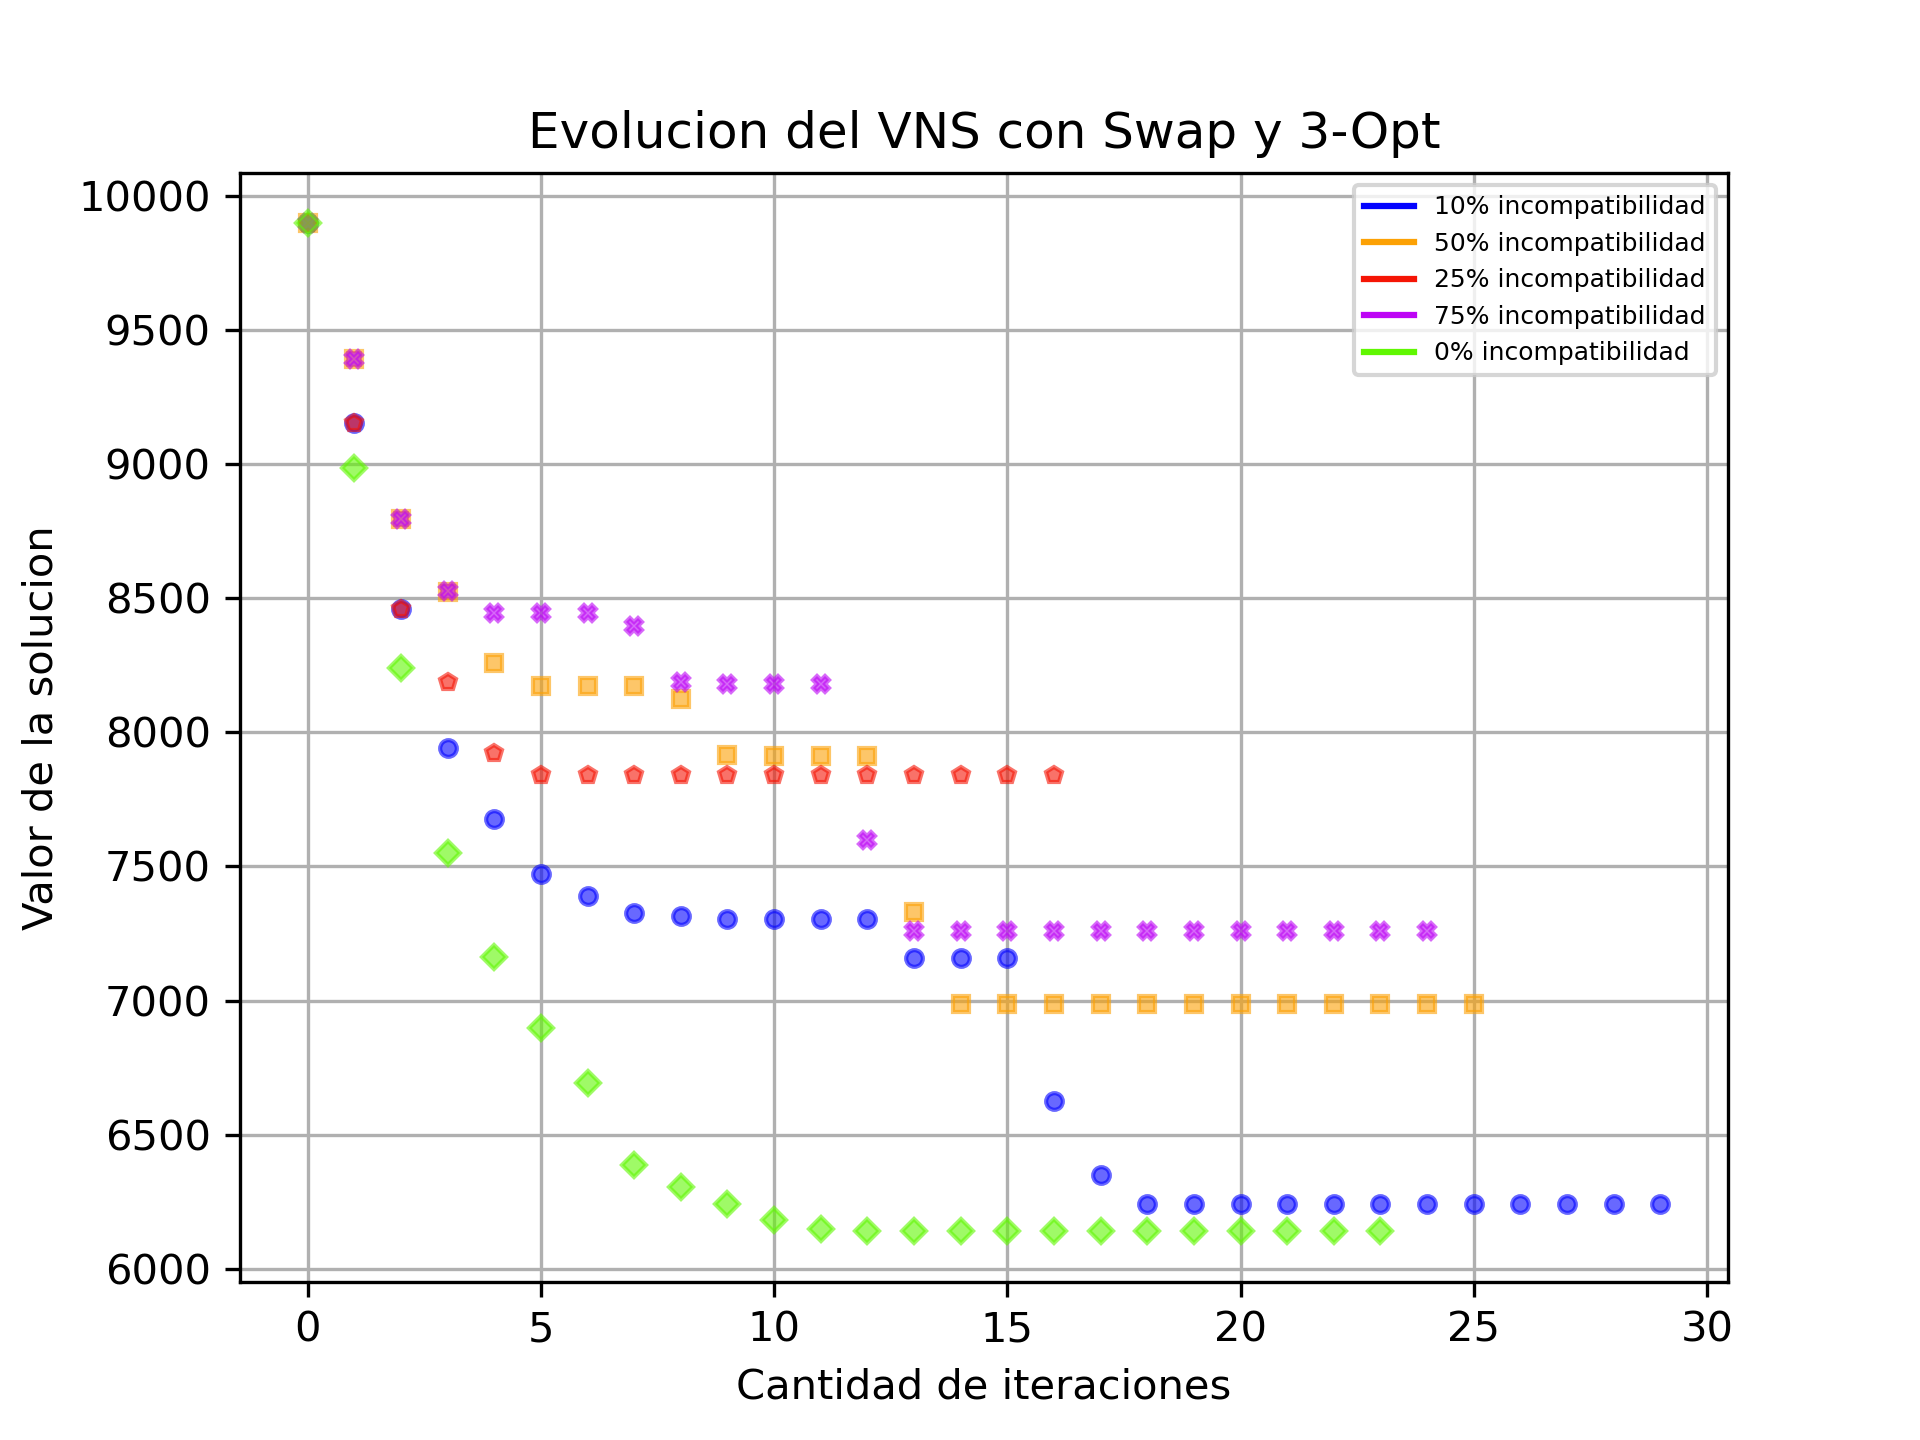 Evolucion del VNS con Swap y 3-Opt
10000
9500
9000
8500
8000
7500
7000
6500
6000
Valor de la solucion
10% incompatibilidad
50% incompatibilidad
25% incompatibilidad
75% incompatibilidad
0% incompatibilidad
0 5 10 15 20 25 30
Cantidad de iteraciones